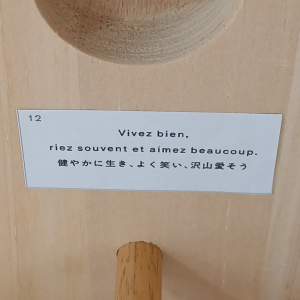 12
Vivez bien,
riez souvent et aimez beaucoup.
健やかに生き、よく笑い、沢山愛そう